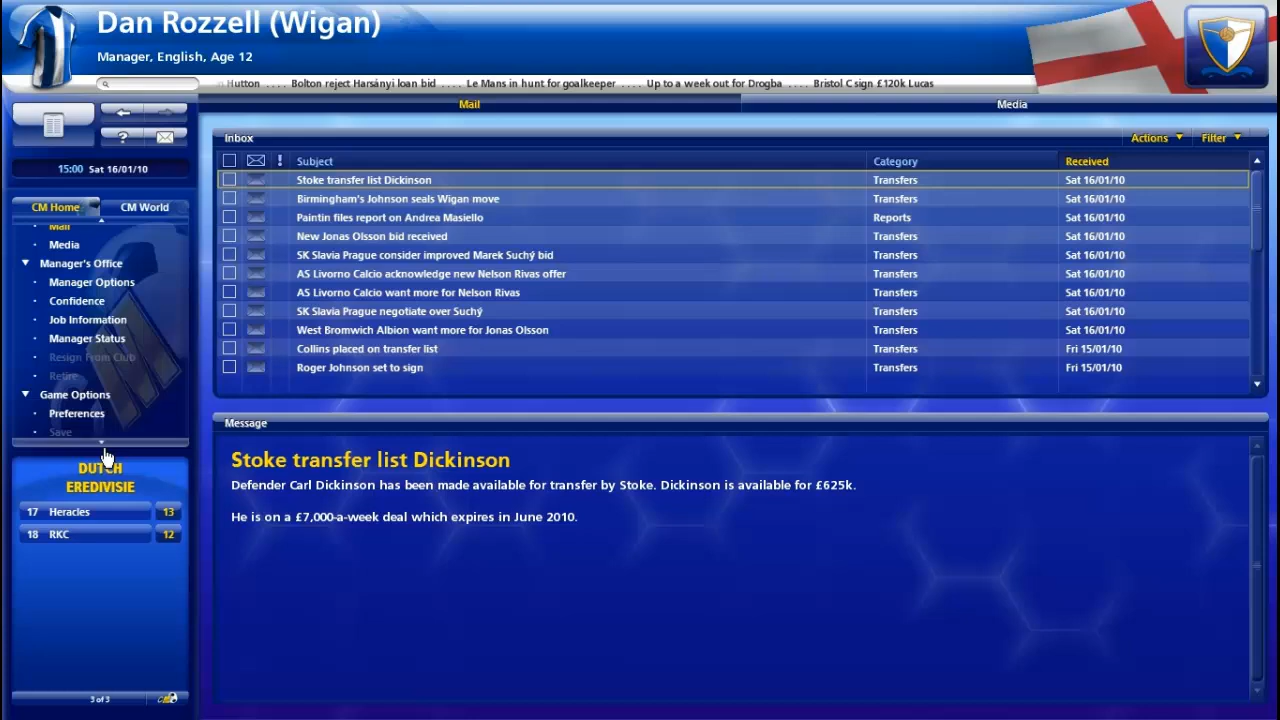 Dan Rozzell (Wigan)
Manager, English, Age 12
Hutton .... Bolton reject Harsányi loan bid .... Le Mans in hunt for goalkeeper .... Up to a week out for Drogba .... Bristol C sign £120k Lucas
Mail Media
15:00 Sat 16/01/10
CM Home CM World
Mail
Media
Manager's Office
Manager Options
Confidence
Job Information
Manager Status
Resign From Club
Retire
Game Options
Preferences
Save
DUTCH
EREDIVISIE
17 Heracles 13
18 RKC 12
3 of 3
Inbox Actions Filter
! Subject Category Received
Stoke transfer list Dickinson Transfers Sat 16/01/10
Birmingham's Johnson seals Wigan move Transfers Sat 16/01/10
Paintin files report on Andrea Masiello Reports Sat 16/01/10
New Jonas Olsson bid received Transfers Sat 16/01/10
SK Slavia Prague consider improved Marek Suchý bid Transfers Sat 16/01/10
AS Livorno Calcio acknowledge new Nelson Rivas offer Transfers Sat 16/01/10
AS Livorno Calcio want more for Nelson Rivas Transfers Sat 16/01/10
SK Slavia Prague negotiate over Suchý Transfers Sat 16/01/10
West Bromwich Albion want more for Jonas Olsson Transfers Sat 16/01/10
Collins placed on transfer list Transfers Fri 15/01/10
Roger Johnson set to sign Transfers Fri 15/01/10
Message
Stoke transfer list Dickinson
Defender Carl Dickinson has been made available for transfer by Stoke. Dickinson is available for £625k.
He is on a £7,000-a-week deal which expires in June 2010.